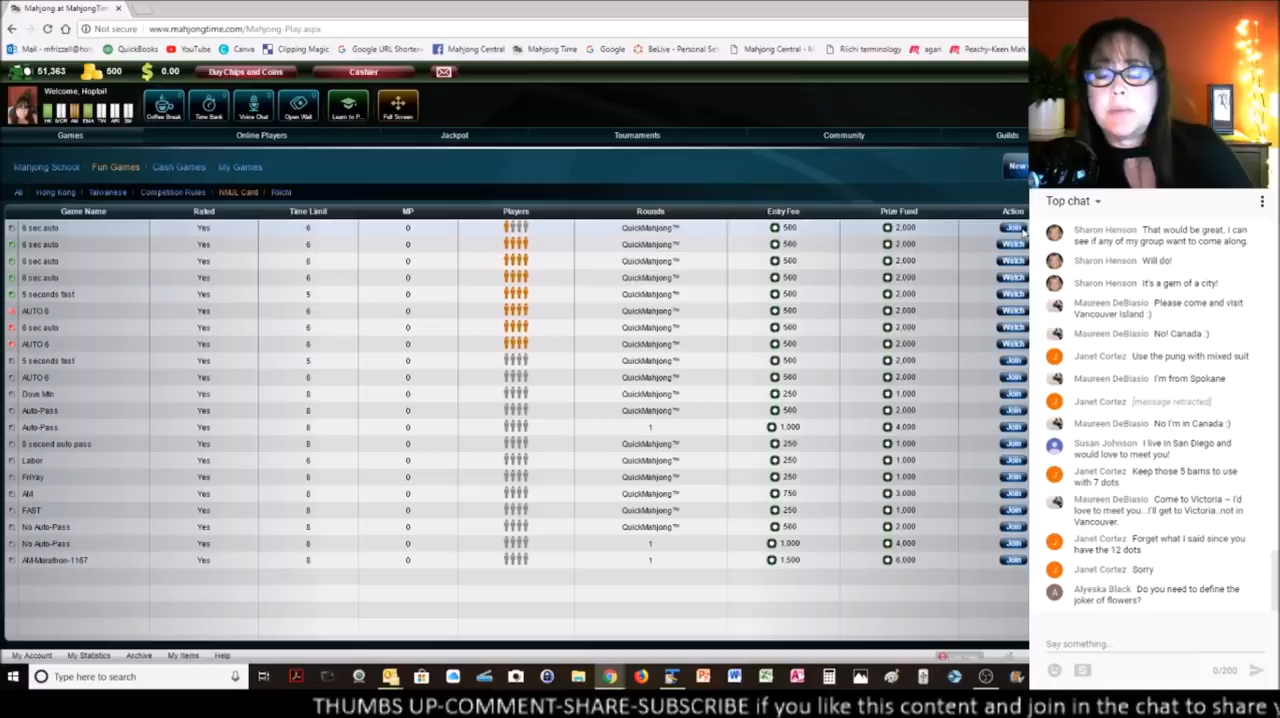 Mahjong at MahjongTim
Not secure www.mahjongtime.com/Mahjong-Play.aspx
Mail - mfrizzell@hol QuickBooks YouTube Canva Clipping Magic Google URL Shorten Mahjong Central Mahjong Time Google BeLive - Personal Se Mahjong Central - M Riichi terminology agari Peachy-Keen Mah
51,363 500 0.00 Buy Chips and Coins Cashier
Welcome, Hoptoi!
HK MCR AM EMA TW
Coffee Break Time Bank Voice Chat Open Wall Learn to P... Full Screen
Games Online Players Jackpot Tournaments Community Guilds
Mahjong School Fun Games Cash Games My Games New
All Hong Kong Taiwanese Competition Rules NMJL Card Riichi
Game Name Rated Time Limit MP Players Rounds Entry Fee Prize Fund Action
6 sec auto Yes 6 0 QuickMahjong™ 500 2,000 Join
6 sec auto Yes 6 0 QuickMahjong™ 500 2,000 Watch
6 sec auto Yes 6 0 QuickMahjong™ 500 2,000 Watch
6 sec auto Yes 6 0 QuickMahjong™ 500 2,000 Watch
5 seconds fast Yes 5 0 QuickMahjong™ 500 2,000 Watch
AUTO 6 Yes 6 0 QuickMahjong™ 500 2,000 Watch
6 sec auto Yes 6 0 QuickMahjong™ 500 2,000 Watch
AUTO 6 Yes 6 0 QuickMahjong™ 500 2,000 Watch
5 seconds fast Yes 5 0 QuickMahjong™ 500 2,000 Join
AUTO 6 Yes 6 0 QuickMahjong™ 500 2,000 Join
Dove Mtn Yes 8 0 QuickMahjong™ 250 1,000 Join
Auto-Pass Yes 8 0 QuickMahjong™ 500 2,000 Join
Auto-Pass Yes 8 0 1 1,000 4,000 Join
8 second auto pass Yes 8 0 QuickMahjong™ 250 1,000 Join
Labor Yes 8 0 QuickMahjong™ 250 1,000 Join
FriYay Yes 8 0 QuickMahjong™ 250 1,000 Join
AM Yes 8 0 QuickMahjong™ 750 3,000 Join
FAST Yes 8 0 QuickMahjong™ 250 1,000 Join
No Auto-Pass Yes 8 0 QuickMahjong™ 500 2,000 Join
No Auto-Pass Yes 8 0 1 1,000 4,000 Join
AM-Marathon-1167 Yes 8 0 1 1,500 6,000 Join
My Account My Statistics Archive My Items Help
Type here to search
Top chat
Sharon Henson That would be great. I can
see if any of my group want to come along.
Sharon Henson Will do!
Sharon Henson It's a gem of a city!
Maureen DeBiasio Please come and visit
Vancouver Island :)
Maureen DeBiasio No! Canada :)
Janet Cortez Use the pung with mixed suit
Maureen DeBiasio I'm from Spokane
Janet Cortez [message retracted]
Maureen DeBiasio No I'm in Canada :)
Susan Johnson I live in San Diego and
would love to meet you!
Janet Cortez Keep those 5 bams to use
with 7 dots
Maureen DeBiasio Come to Victoria ~ I'd
love to meet you...I'll get to Victoria..not in
Vancouver.
Janet Cortez Forget what I said since you
have the 12 dots
Janet Cortez Sorry
Alyeska Black Do you need to define the
joker of flowers?
Say something...
0/200
THUMBS UP-COMMENT-SHARE-SUBSCRIBE if you like this content and join in the chat to share